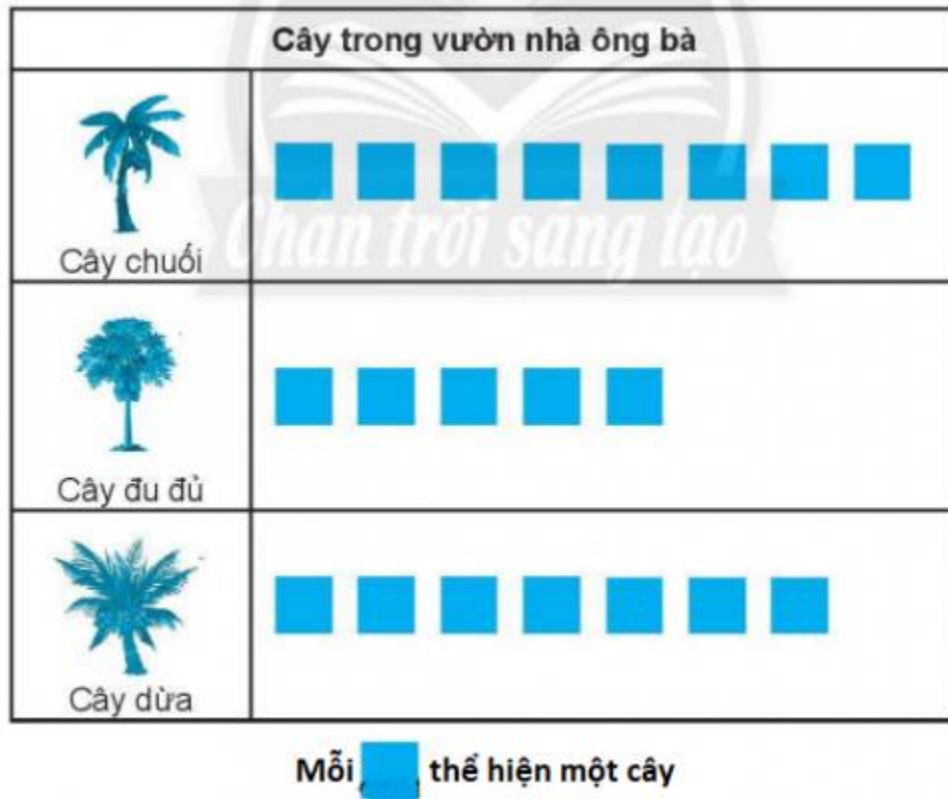 Cây trong vườn nhà ông bà
Chân trời sáng tạo
Cây chuối
Cây đu đủ
Cây dừa
Mỗi thể hiện một cây